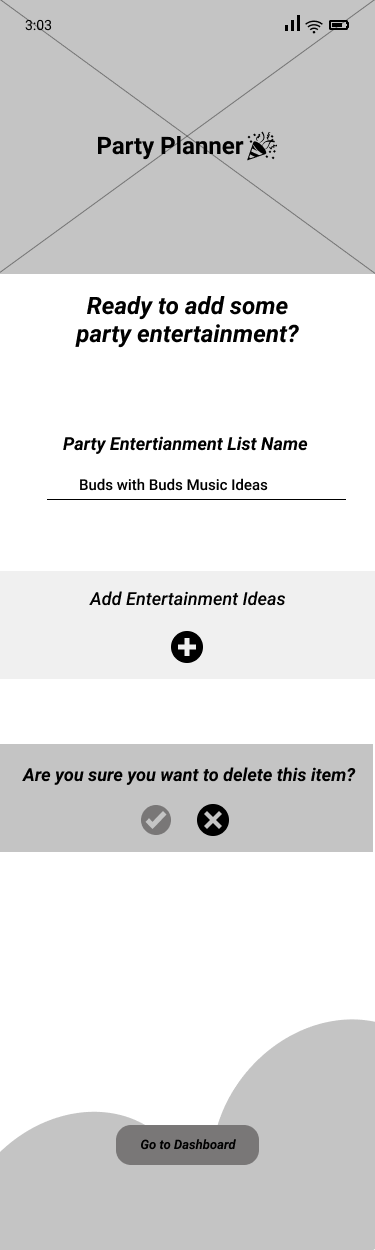 3:03
Party Planner
Ready to add some
party entertainment?
Party Entertianment List Name
Buds with Buds Music Ideas
Add Entertainment Ideas
Are you sure you want to delete this item?
Go to Dashboard